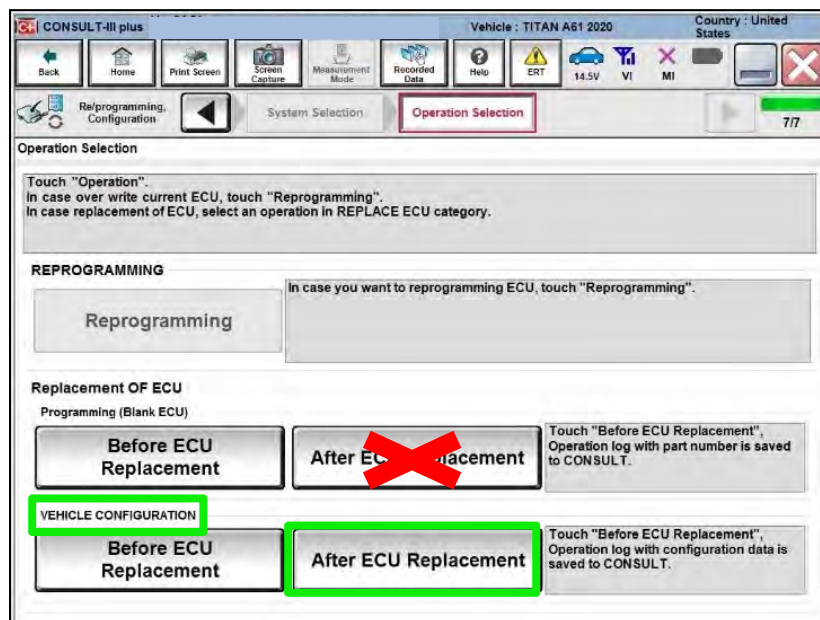 CONSULT-III plus
Vehicle : TITAN A61 2020
Country : United States
Back
Home
Print Screen
Screen Capture
Measurement Mode
Recorded Data
Help
ERT
14.5V
VI
MI
Re/programming, Configuration
System Selection
Operation Selection
7/7
Operation Selection
Touch "Operation".
In case over write current ECU, touch "Reprogramming".
In case replacement of ECU, select an operation in REPLACE ECU category.
REPROGRAMMING
Reprogramming
In case you want to reprogramming ECU, touch "Reprogramming".
Replacement OF ECU
Programming (Blank ECU)
Before ECU
Replacement
After
Touch "Before ECU Replacement",
Operation log with part number is saved
to CONSULT.
VEHICLE CONFIGURATION
Before ECU
Replacement
After ECU Replacement
Touch "Before ECU Replacement",
Operation log with configuration data is
saved to CONSULT.